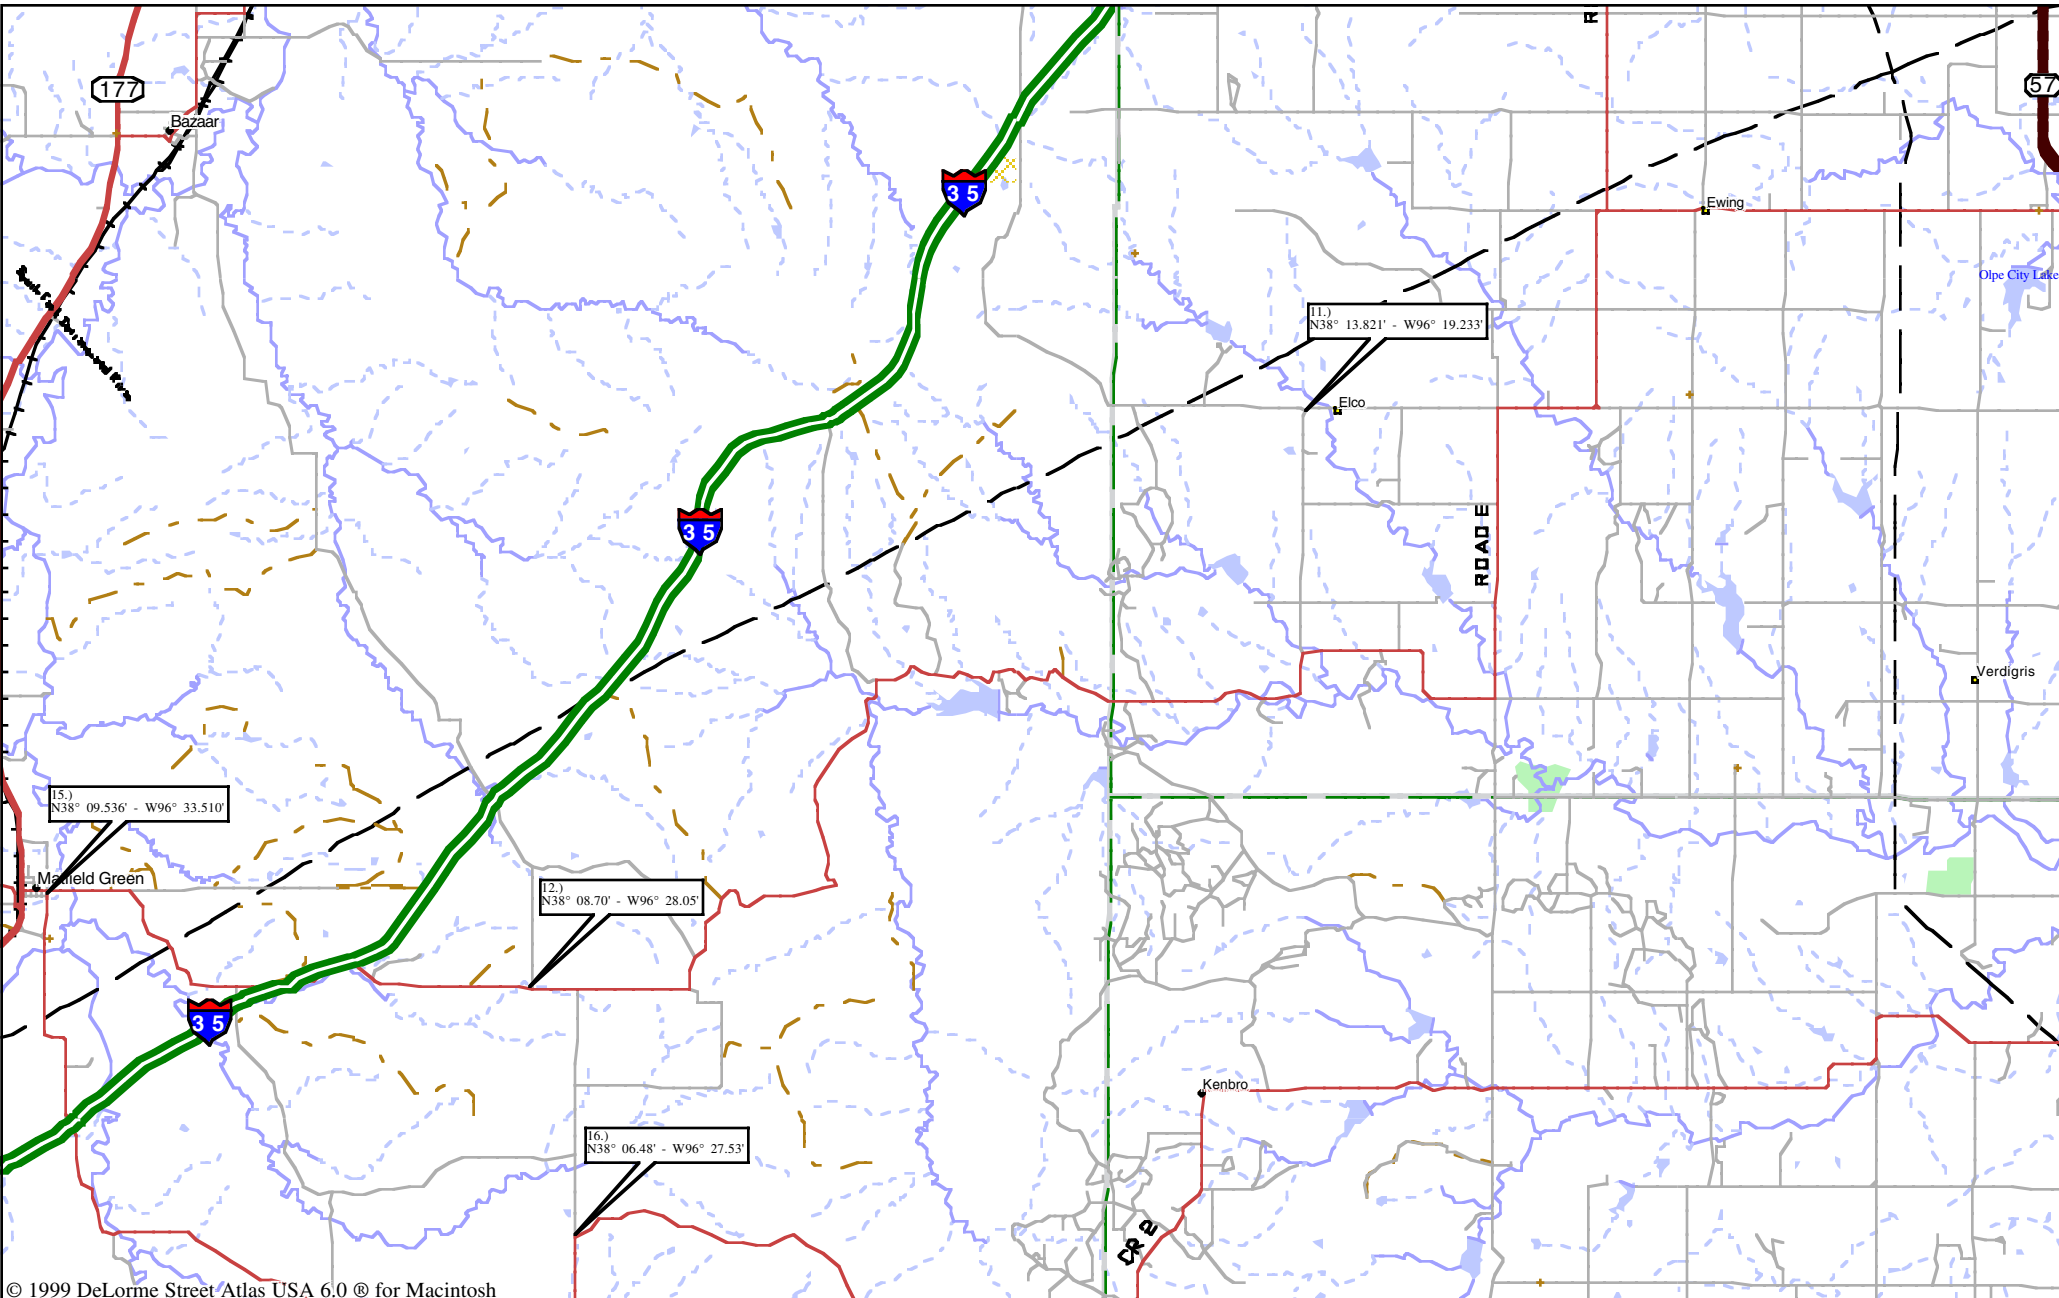 177
57
Bazaar
35
Ewing
Olpe City Lake
11.)
N38° 13.821' - W96° 19.233'
Elco
35
ROAD E
Verdigris
15.)
N38° 09.536' - W96° 33.510'
Matfield Green
12.)
N38° 08.70' - W96° 28.05'
35
Kenbro
16.)
N38° 06.48' - W96° 27.53'
CR 2
© 1999 DeLorme Street Atlas USA 6.0 ® for Macintosh